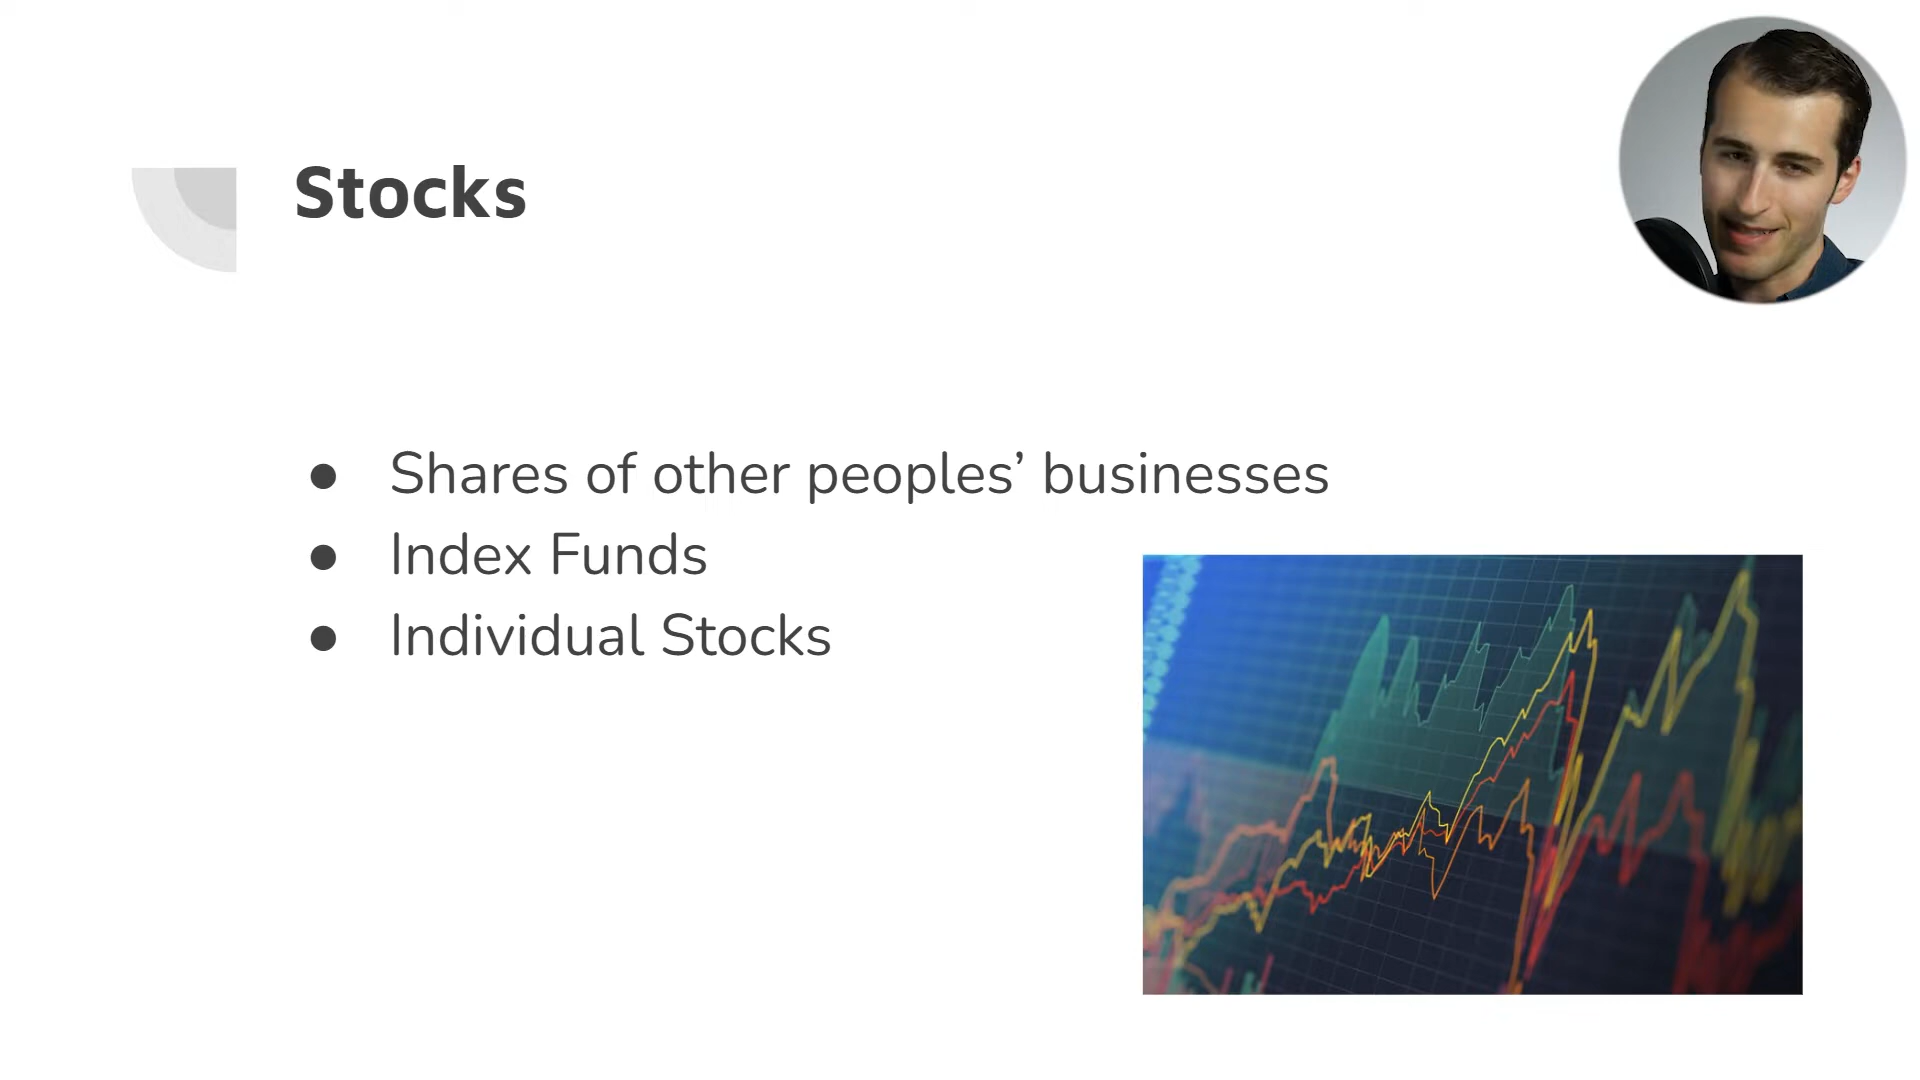 Stocks
● Shares of other peoples’ businesses
● Index Funds
● Individual Stocks